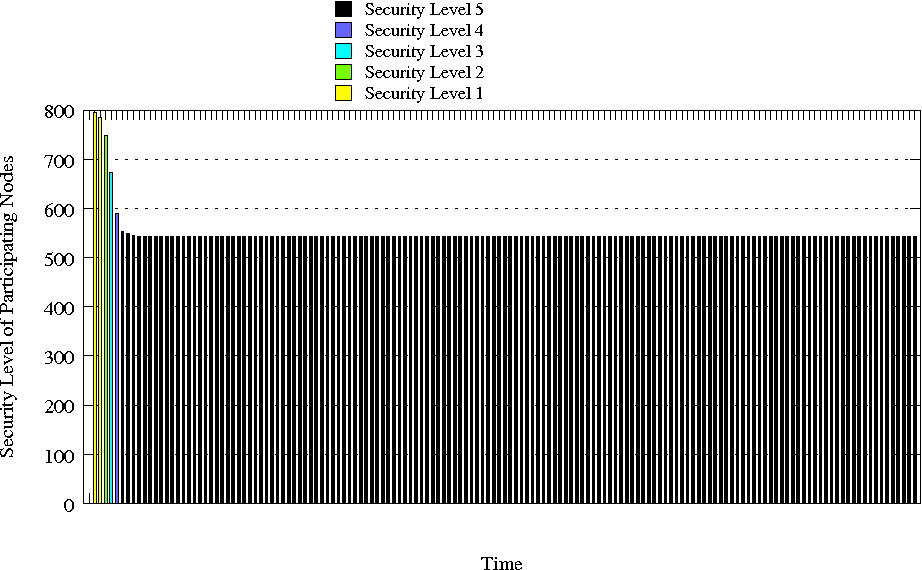 Security Level 5
Security Level 4
Security Level 3
Security Level 2
Security Level 1
800
700
600
500
400
300
200
100
0
Security Level of Participating Nodes
Time